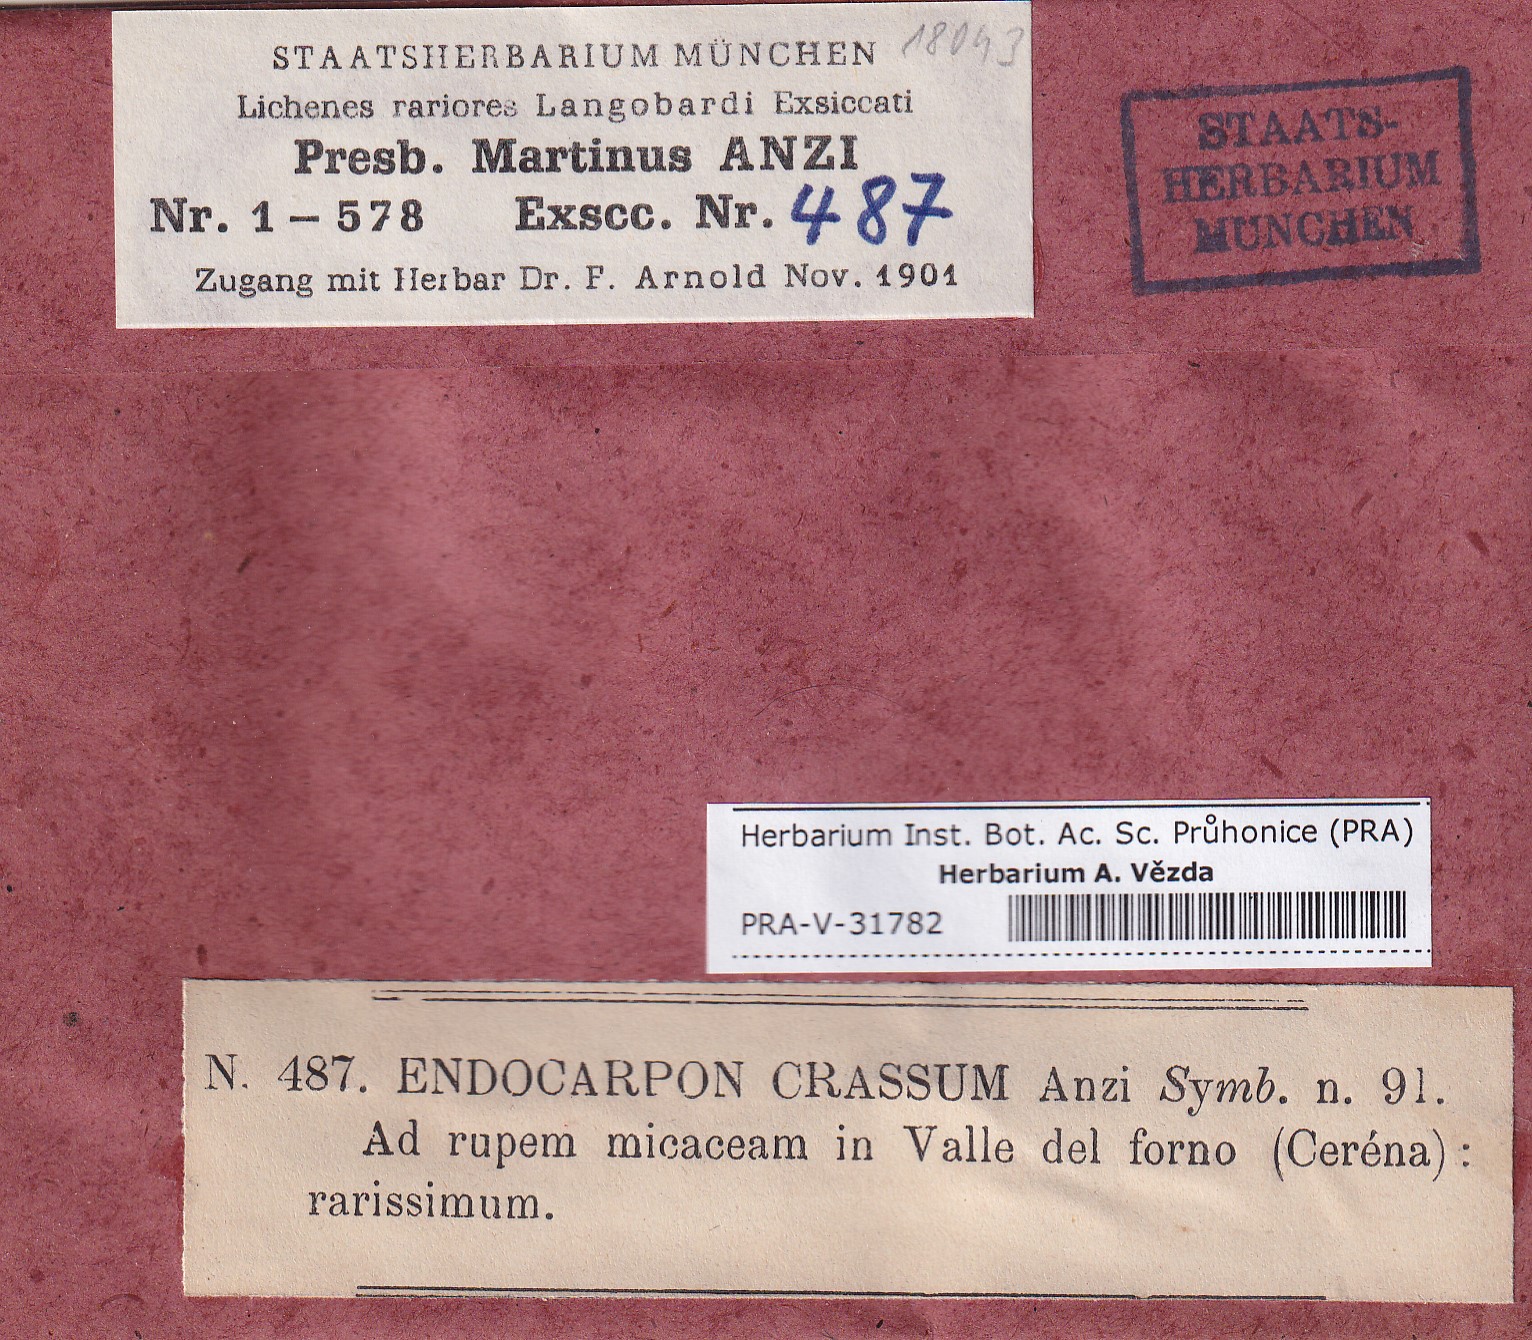 18043
STAATSHERBARIUM MÜNCHEN
Lichenes rariores Langobardi Exsiccati
Presb. Martinus ANZI
Nr. 1 – 578 Exscc. Nr. 487
Zugang mit Herbar Dr. F. Arnold Nov. 1901
STAATS-
HERBARIUM
MÜNCHEN
Herbarium Inst. Bot. Ac. Sc. Průhonice (PRA)
Herbarium A. Vězda
PRA-V-31782
N. 487. ENDOCARPON CRASSUM Anzi Symb. n. 91.
Ad rupem micaceam in Valle del forno (Ceréna) :
rarissimum.